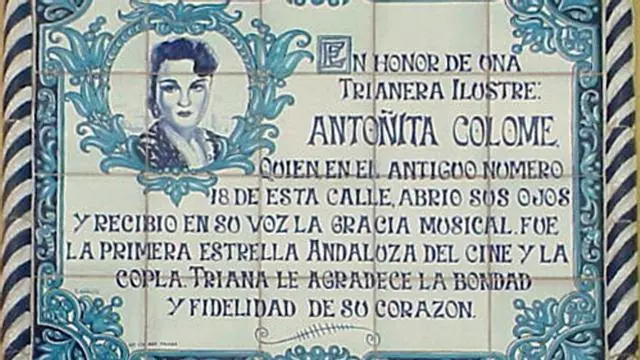 EN HONOR DE UNA
TRIANERA ILUSTRE:
ANTOÑITA COLOME,
QUIEN EN EL ANTIGUO NUMERO
18 DE ESTA CALLE, ABRIO SUS OJOS
Y RECIBIO EN SU VOZ LA GRACIA MUSICAL. FUE
LA PRIMERA ESTRELLA ANDALUZA DEL CINE Y LA
COPLA. TRIANA LE AGRADECE LA BONDAD
Y FIDELIDAD DE SU CORAZON.